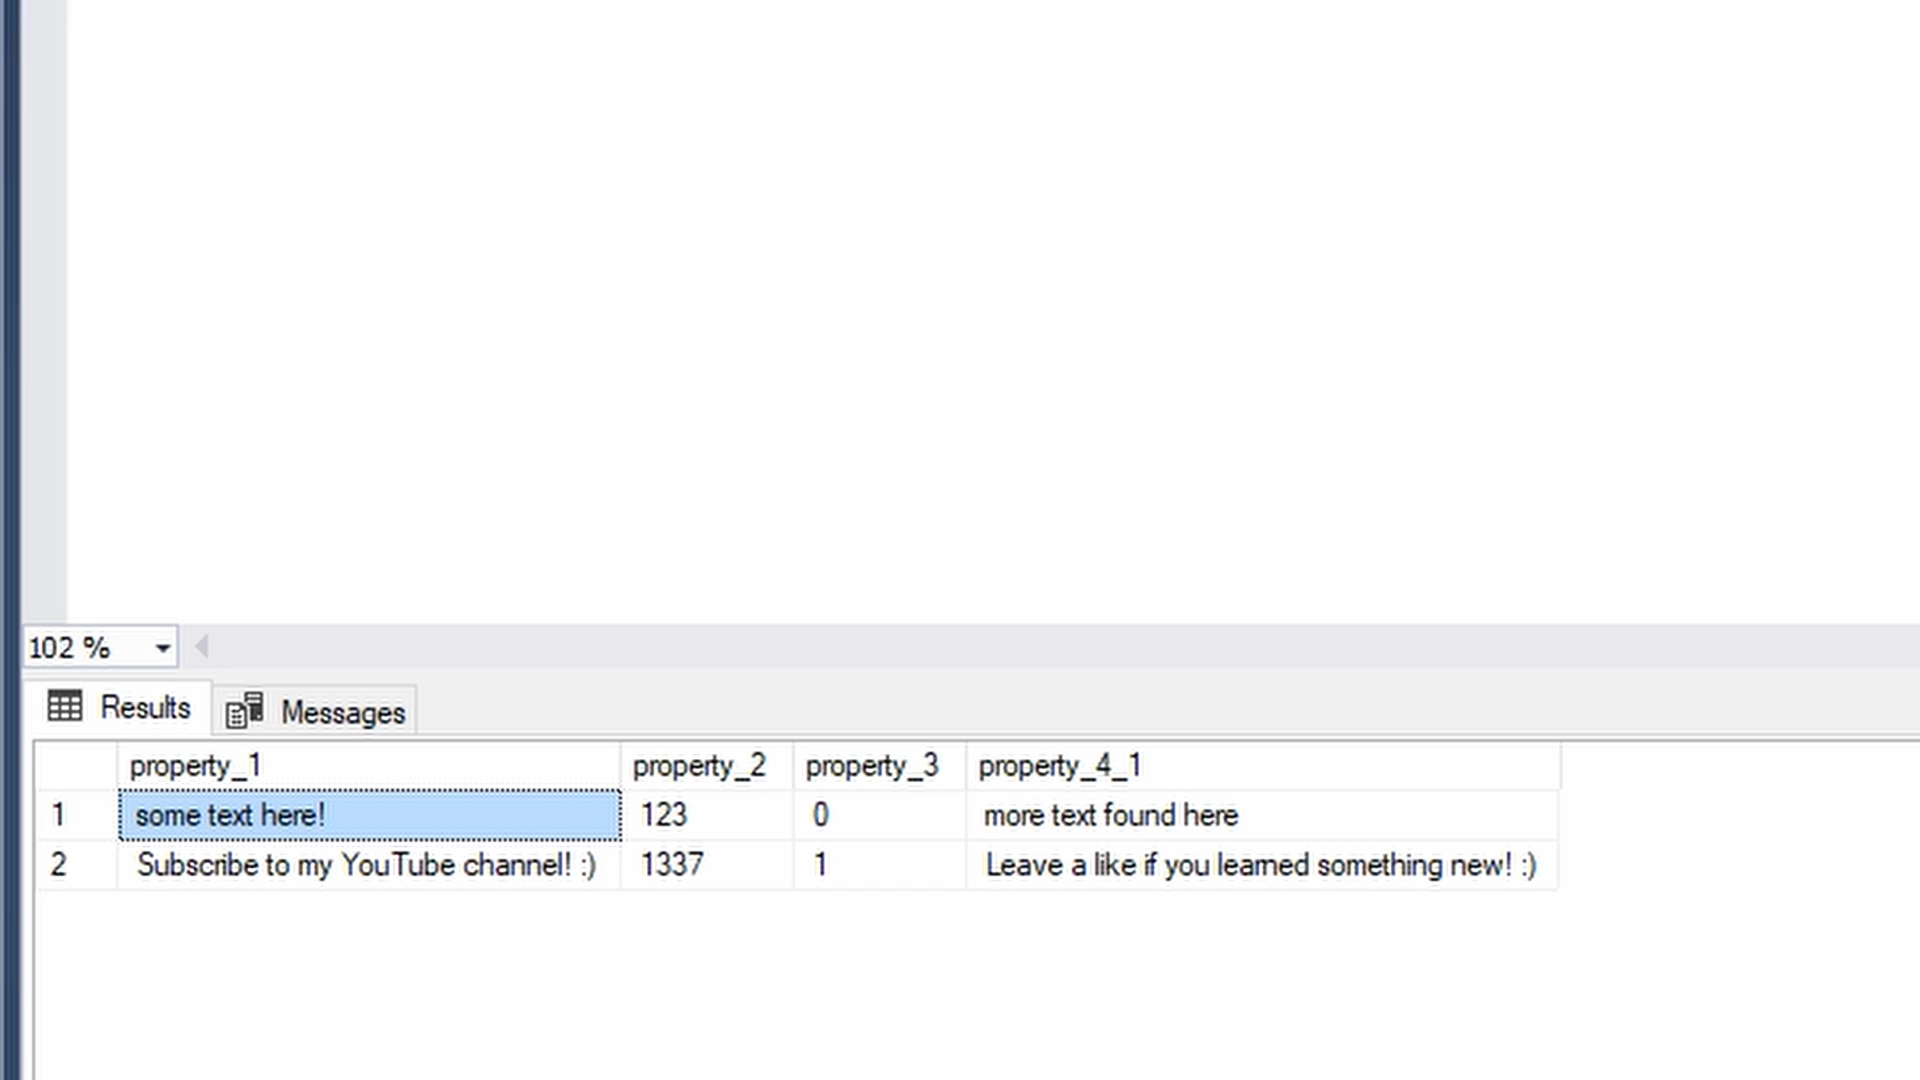 102 %
Results Messages
property_1 property_2 property_3 property_4_1
1 some text here! 123 0 more text found here
2 Subscribe to my YouTube channel! :) 1337 1 Leave a like if you learned something new! :)